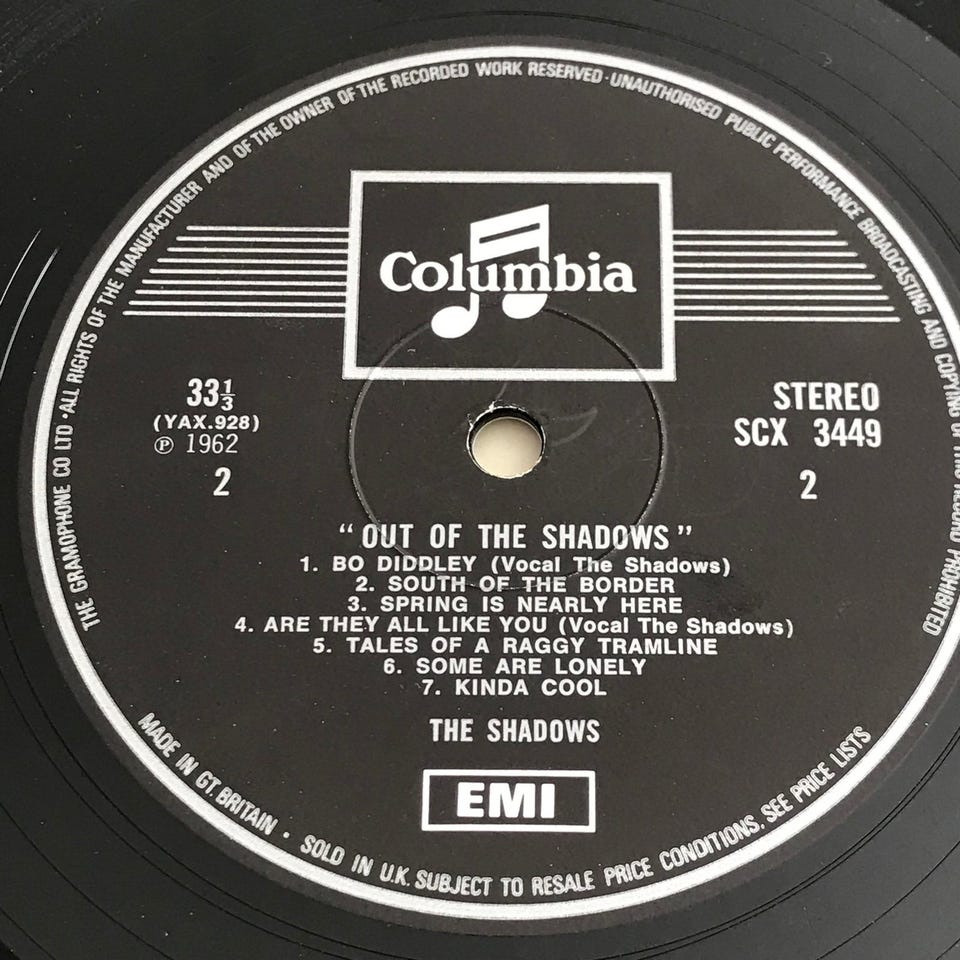 THE GRAMOPHONE CO LTD · ALL RIGHTS OF THE MANUFACTURER AND OF THE OWNER OF THE RECORDED WORK RESERVED · UNAUTHORISED PUBLIC PERFORMANCE BROADCASTING AND COPYING OF THIS RECORD PROHIBITED
Columbia
33⅓
(YAX.928)
℗ 1962
2
STEREO
SCX 3449
2
“OUT OF THE SHADOWS”
1. BO DIDDLEY (Vocal The Shadows)
2. SOUTH OF THE BORDER
3. SPRING IS NEARLY HERE
4. ARE THEY ALL LIKE YOU (Vocal The Shadows)
5. TALES OF A RAGGY TRAMLINE
6. SOME ARE LONELY
7. KINDA COOL
THE SHADOWS
EMI
MADE IN GT. BRITAIN · SOLD IN U.K. SUBJECT TO RESALE PRICE CONDITIONS, SEE PRICE LISTS